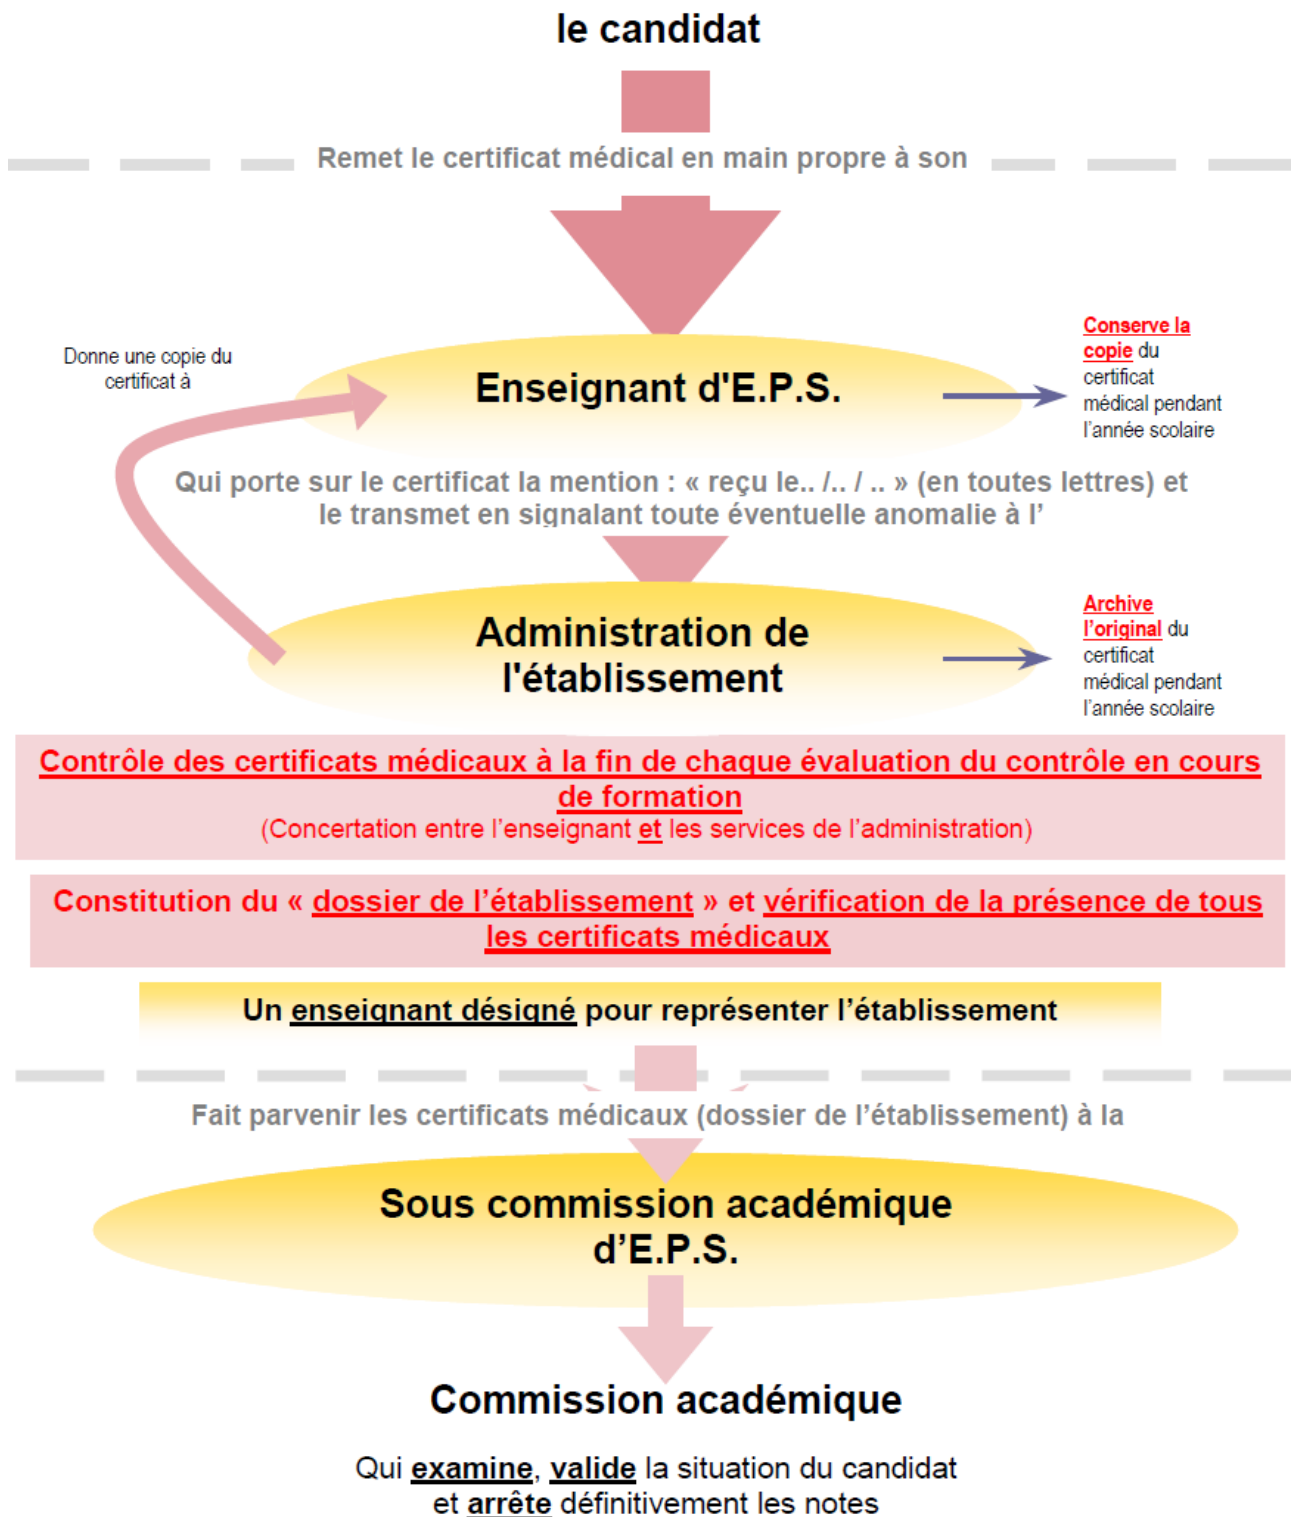 le candidat
Remet le certificat médical en main propre à son
Donne une copie du
certificat à
Enseignant d'E.P.S.
Conserve la
copie du
certificat
médical pendant
l’année scolaire
Qui porte sur le certificat la mention : « reçu le.. /.. / .. » (en toutes lettres) et
le transmet en signalant toute éventuelle anomalie à l’
Administration de
l'établissement
Archive
l’original du
certificat
médical pendant
l’année scolaire
Contrôle des certificats médicaux à la fin de chaque évaluation du contrôle en cours
de formation
(Concertation entre l’enseignant et les services de l’administration)
Constitution du « dossier de l’établissement » et vérification de la présence de tous
les certificats médicaux
Un enseignant désigné pour représenter l’établissement
Fait parvenir les certificats médicaux (dossier de l’établissement) à la
Sous commission académique
d’E.P.S.
Commission académique
Qui examine, valide la situation du candidat
et arrête définitivement les notes